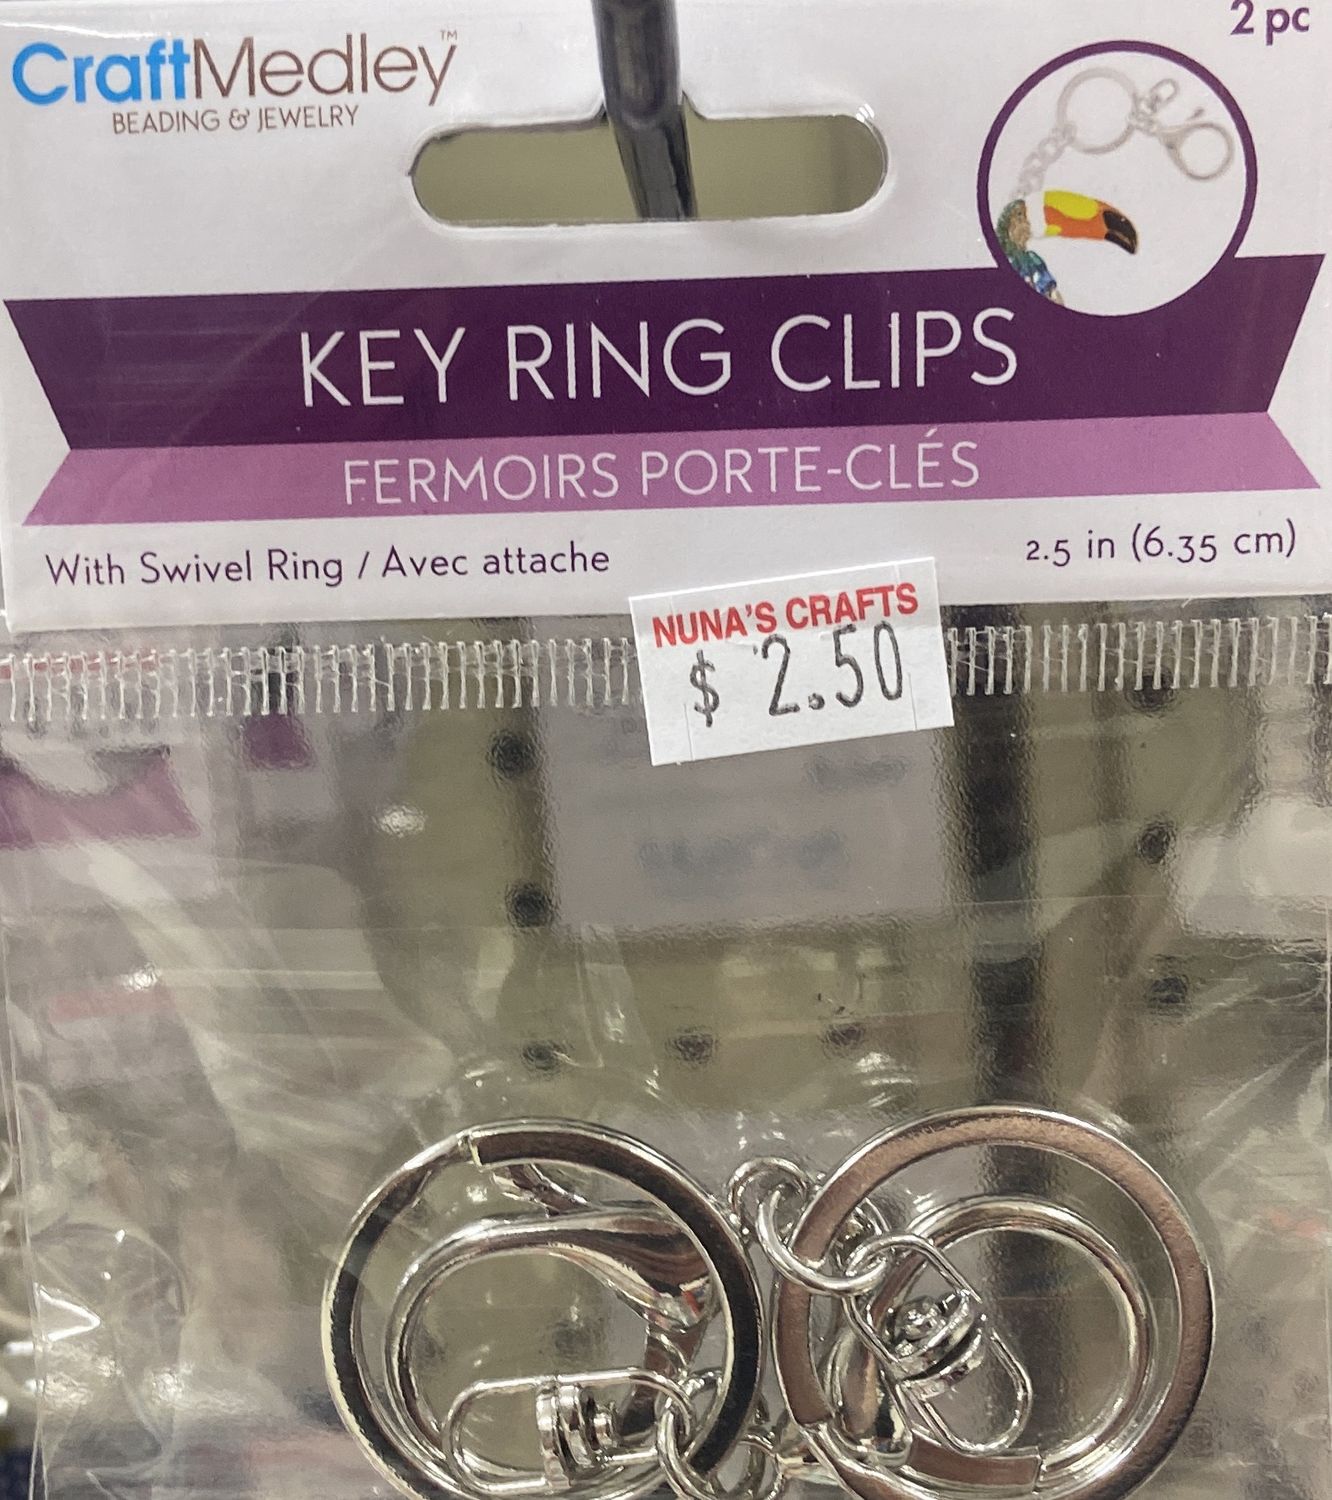 CraftMedley™
BEADING & JEWELRY
2 pc
KEY RING CLIPS
FERMOIRS PORTE-CLÉS
With Swivel Ring / Avec attache
2.5 in (6.35 cm)
NUNA'S CRAFTS
$ 2.50